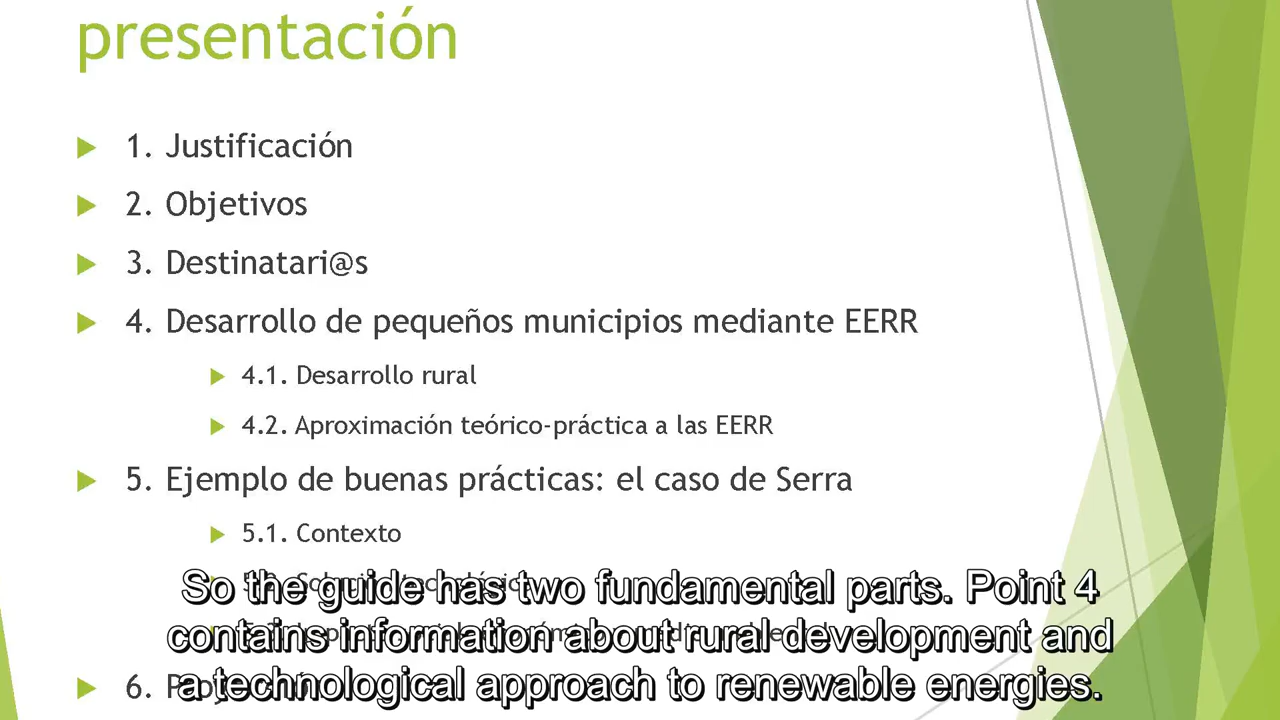 presentación
1. Justificación
2. Objetivos
3. Destinatari@s
4. Desarrollo de pequeños municipios mediante EERR
4.1. Desarrollo rural
4.2. Aproximación teórico-práctica a las EERR
5. Ejemplo de buenas prácticas: el caso de Serra
5.1. Contexto
So the guide has two fundamental parts. Point 4
contains information about rural development and
6.
a technological approach to renewable energies.